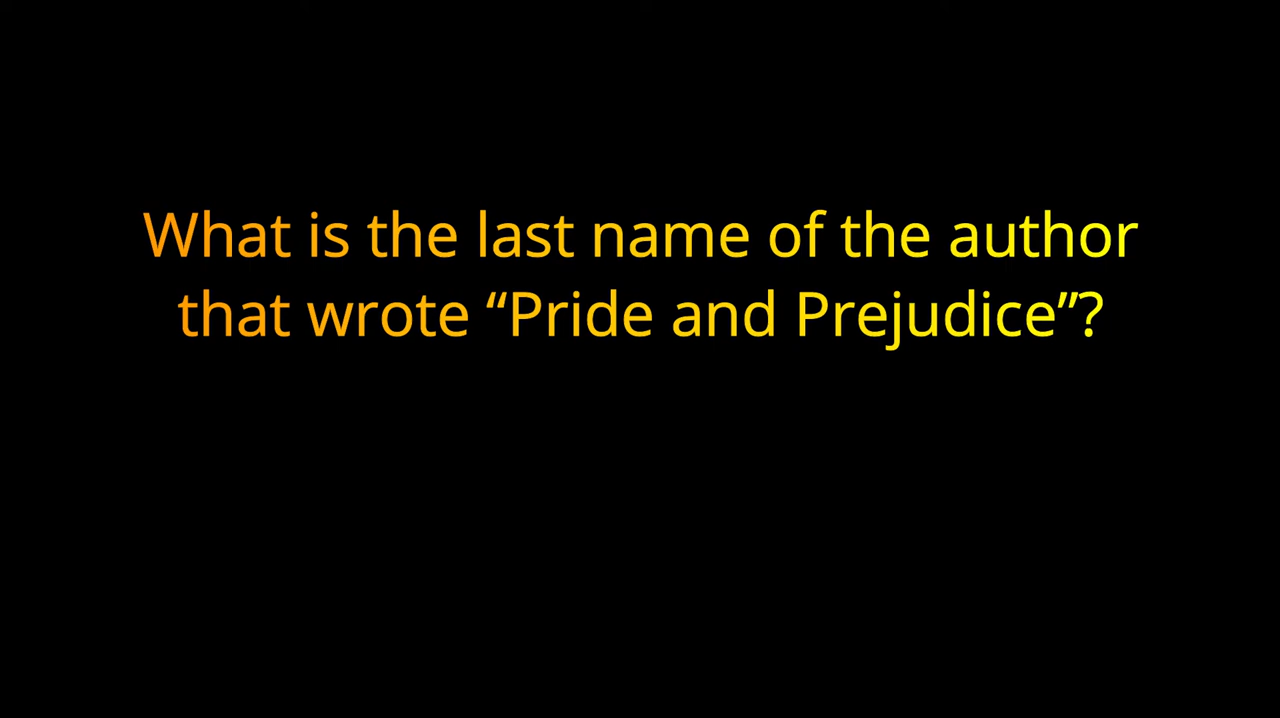 What is the last name of the author
that wrote “Pride and Prejudice”?